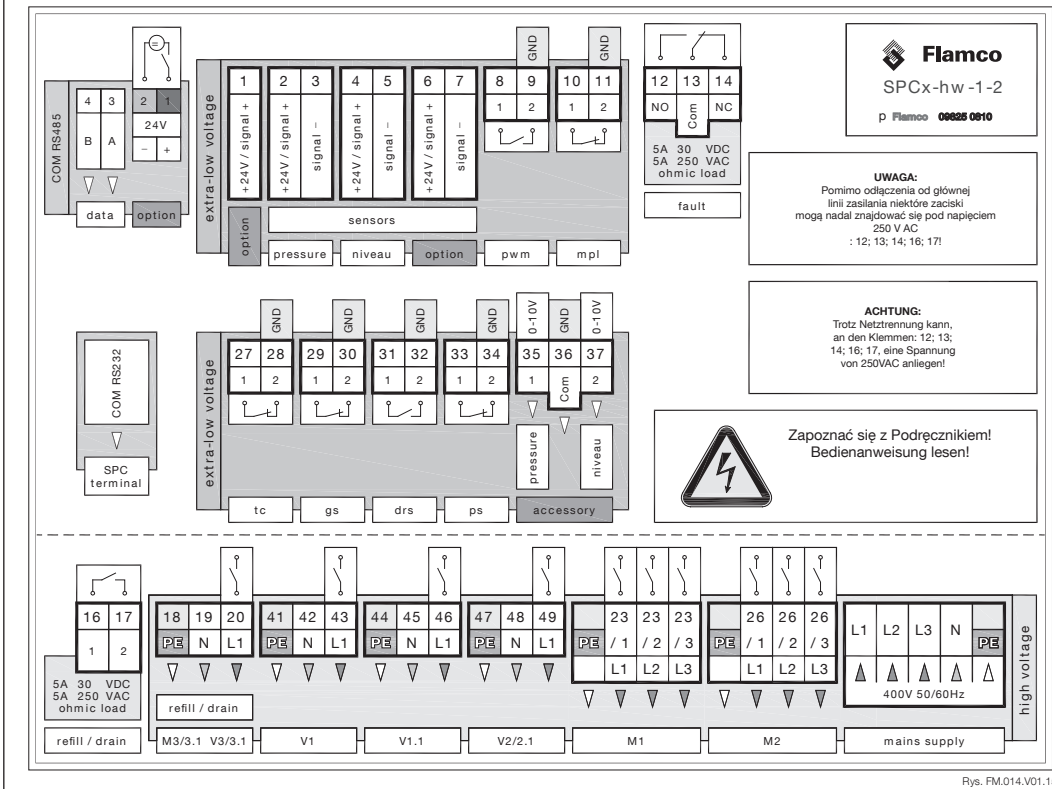 COM RS485
4 3 2 1
B A 24V
− +
data option
extra-low voltage
1 2 3 4 5 6 7 8 9 10 11
GND GND
+24V / signal +
+24V / signal +
signal −
+24V / signal +
signal −
+24V / signal +
signal −
1 2 1 2
option
sensors
pressure niveau option pwm mpl
12 13 14
NO Com NC
5A 30 VDC
5A 250 VAC
ohmic load
fault
Flamco
SPCx-hw-1-2
p Flamco 09625 0810
UWAGA:
Pomimo odłączenia od głównej
linii zasilania niektóre zaciski
mogą nadal znajdować się pod napięciem
250 V AC
: 12; 13; 14; 16; 17!
COM RS232
SPC
terminal
extra-low voltage
GND GND GND GND 0-10V GND 0-10V
27 28 29 30 31 32 33 34 35 36 37
1 2 1 2 1 2 1 2 1 Com 2
pressure niveau
tc gs drs ps accessory
ACHTUNG:
Trotz Netztrennung kann,
an den Klemmen: 12; 13;
14; 16; 17, eine Spannung
von 250VAC anliegen!
Zapoznać się z Podręcznikiem!
Bedienanweisung lesen!
16 17
1 2
5A 30 VDC
5A 250 VAC
ohmic load
refill / drain
18 19 20 41 42 43 44 45 46 47 48 49 23 23 23 26 26 26
PE N L1 PE N L1 PE N L1 PE N L1 PE / 1 / 2 / 3 PE / 1 / 2 / 3 L1 L2 L3 N PE
L1 L2 L3 L1 L2 L3
400V 50/60Hz
high voltage
refill / drain
M3/3.1 V3/3.1 V1 V1.1 V2/2.1 M1 M2 mains supply
Rys. FM.014.V01.15